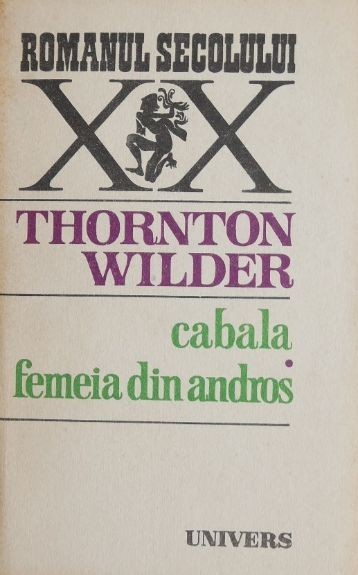 ROMANUL SECOLULUI
XX
THORNTON
WILDER
cabala.
femeia din andros
UNIVERS